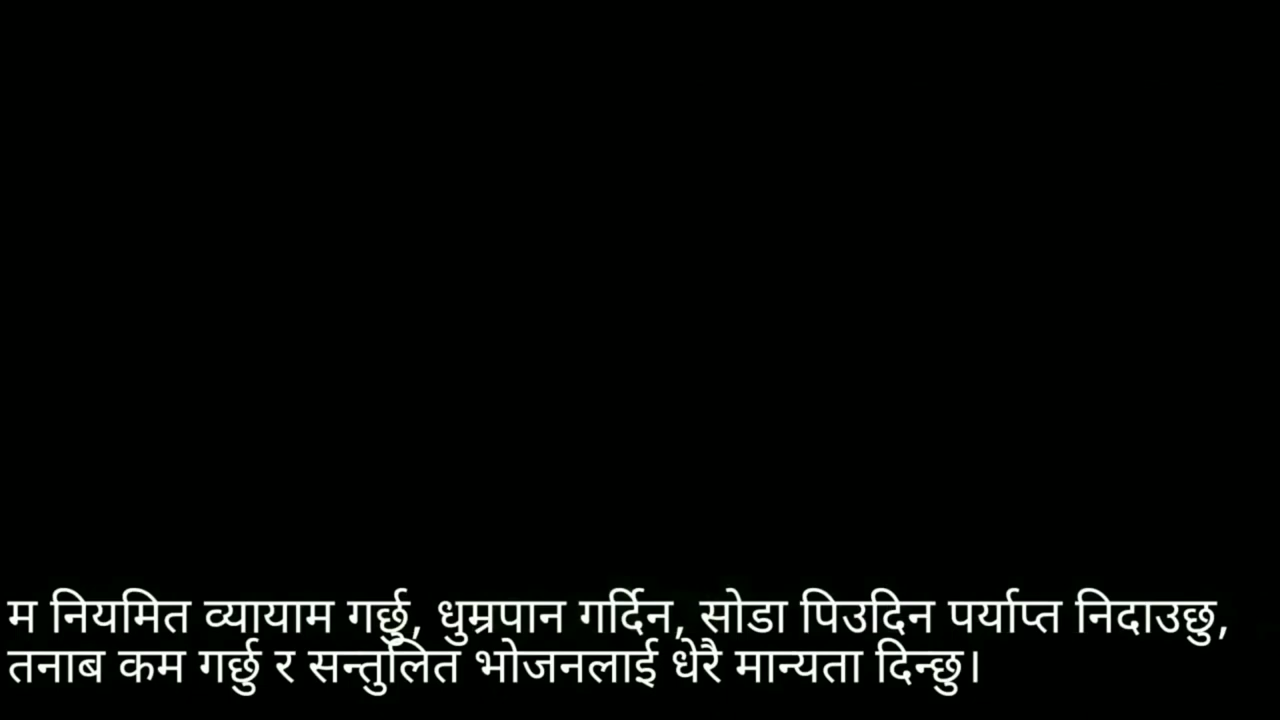 म नियमित व्यायाम गर्छु, धुम्रपान गर्दिन, सोडा पिउदिन पर्याप्त निदाउछु,
तनाब कम गर्छु र सन्तुलित भोजनलाई धेरै मान्यता दिन्छु।